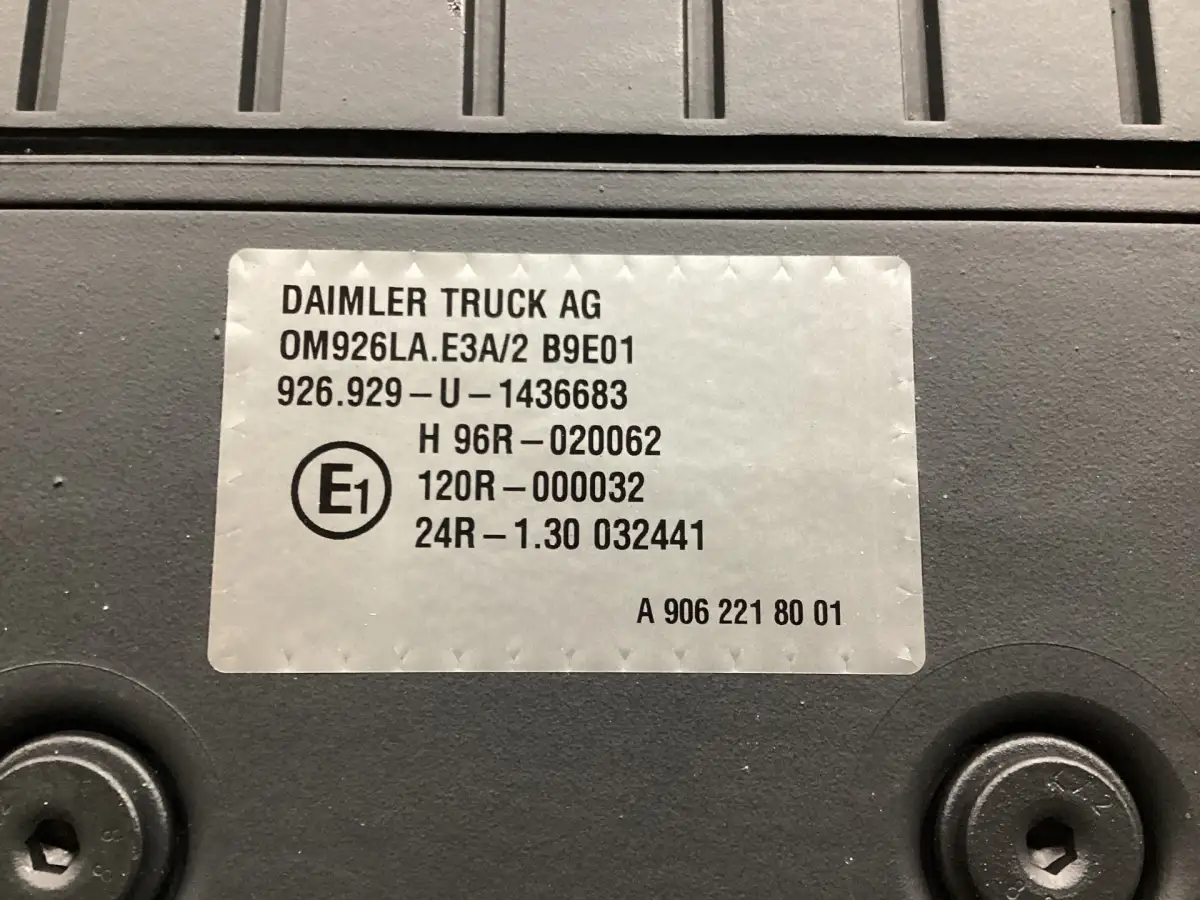 DAIMLER TRUCK AG
OM926LA.E3A/2 B9E01
926.929-U-1436683
H 96R-020062
E1
120R-000032
24R-1.30 032441
A 906 221 80 01